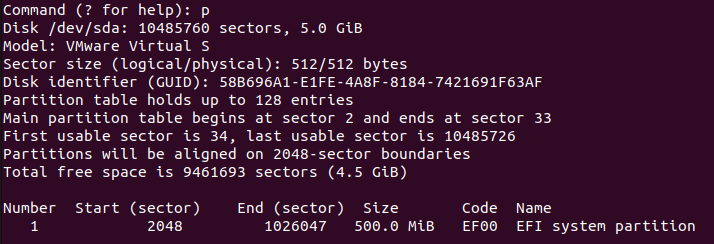 Command (? for help): p
Disk /dev/sda: 10485760 sectors, 5.0 GiB
Model: VMware Virtual S
Sector size (logical/physical): 512/512 bytes
Disk identifier (GUID): 58B696A1-E1FE-4A8F-8184-7421691F63AF
Partition table holds up to 128 entries
Main partition table begins at sector 2 and ends at sector 33
First usable sector is 34, last usable sector is 10485726
Partitions will be aligned on 2048-sector boundaries
Total free space is 9461693 sectors (4.5 GiB)
Number  Start (sector)    End (sector)  Size       Code  Name
   1            2048         1026047   500.0 MiB   EF00  EFI system partition